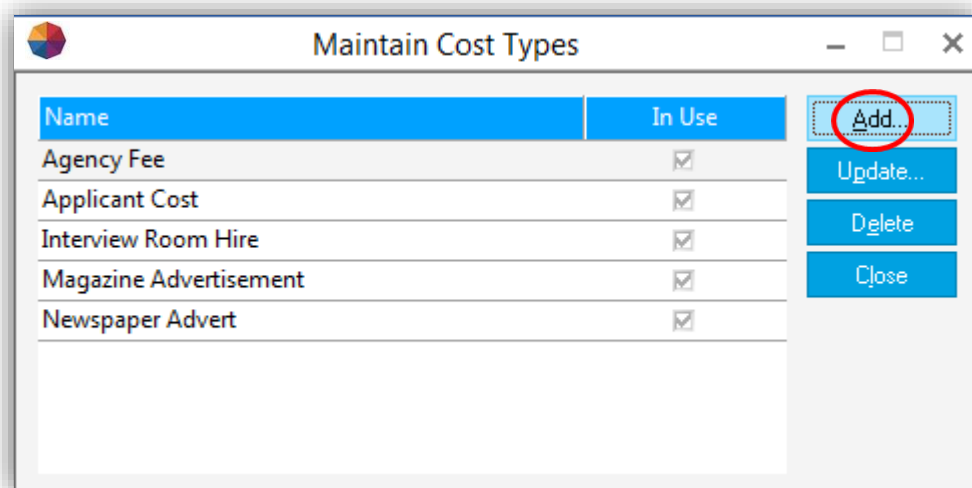 Maintain Cost Types
Name In Use Add...
Agency Fee
Update...
Applicant Cost
Delete
Interview Room Hire
Magazine Advertisement Close
Newspaper Advert